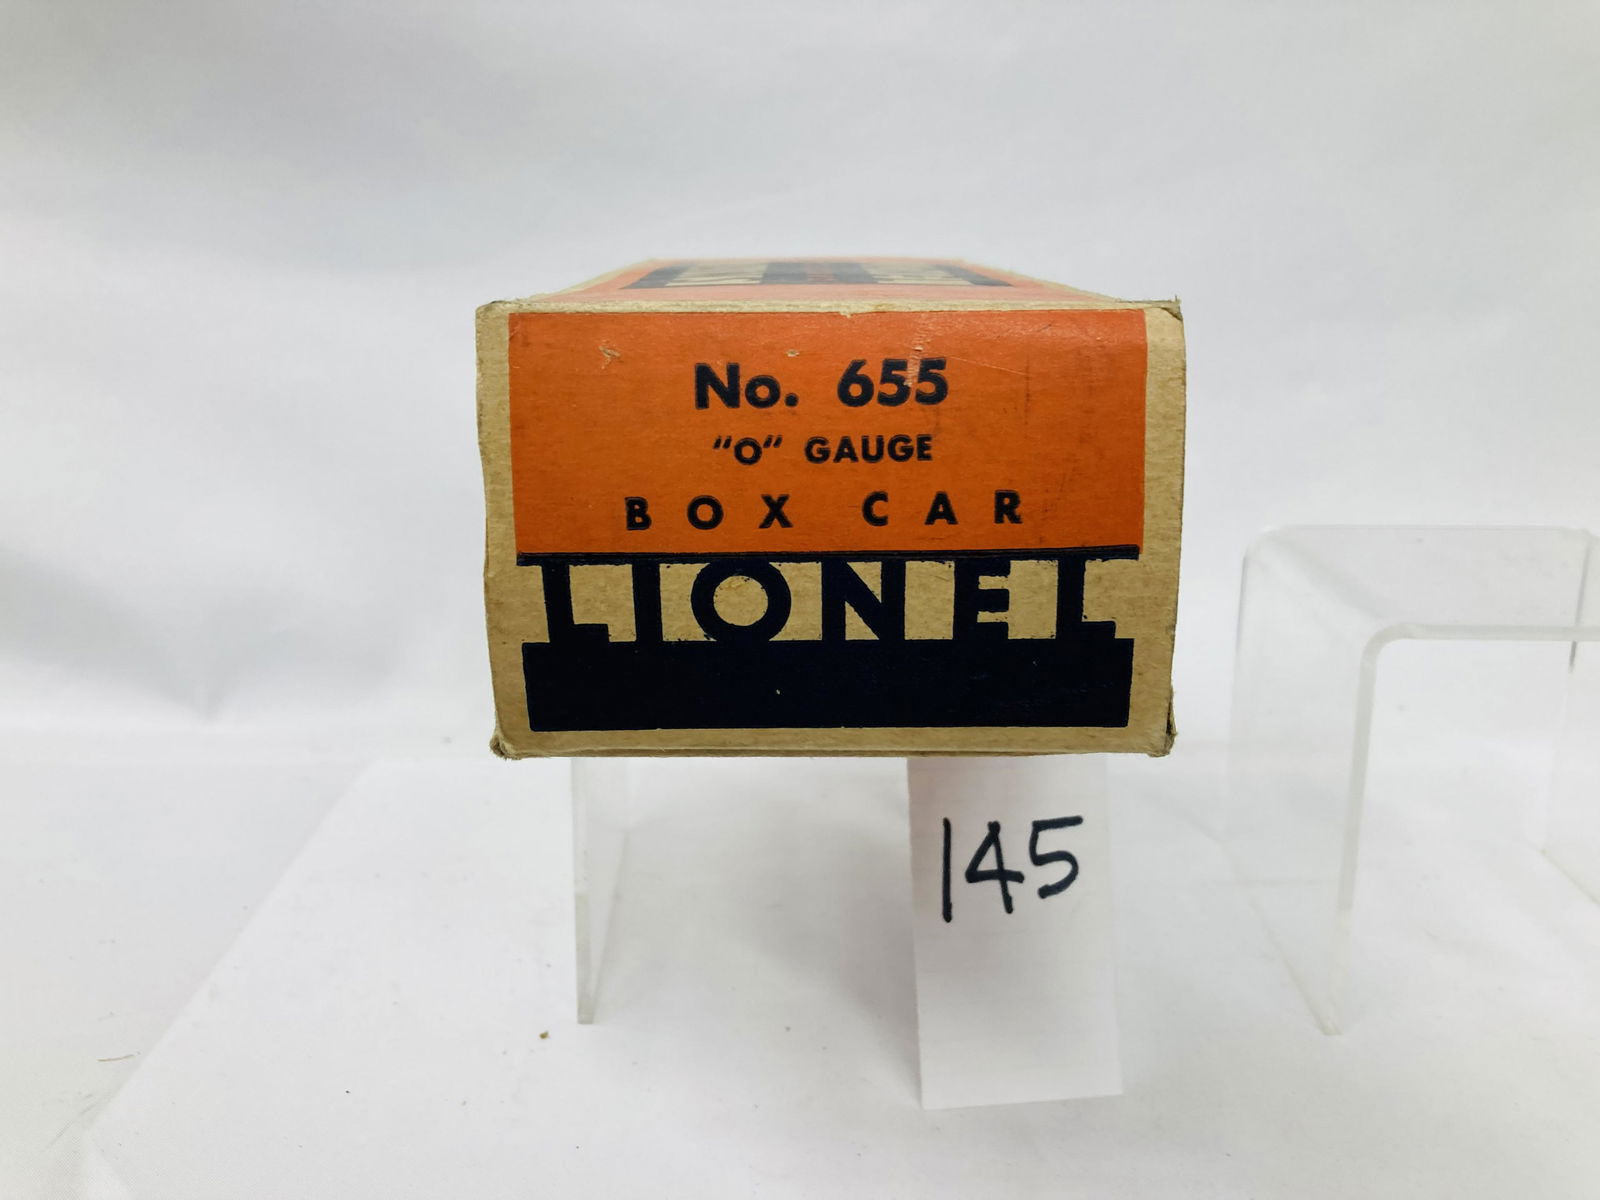 No. 655
"O" GAUGE
BOX CAR
LIONEL
145